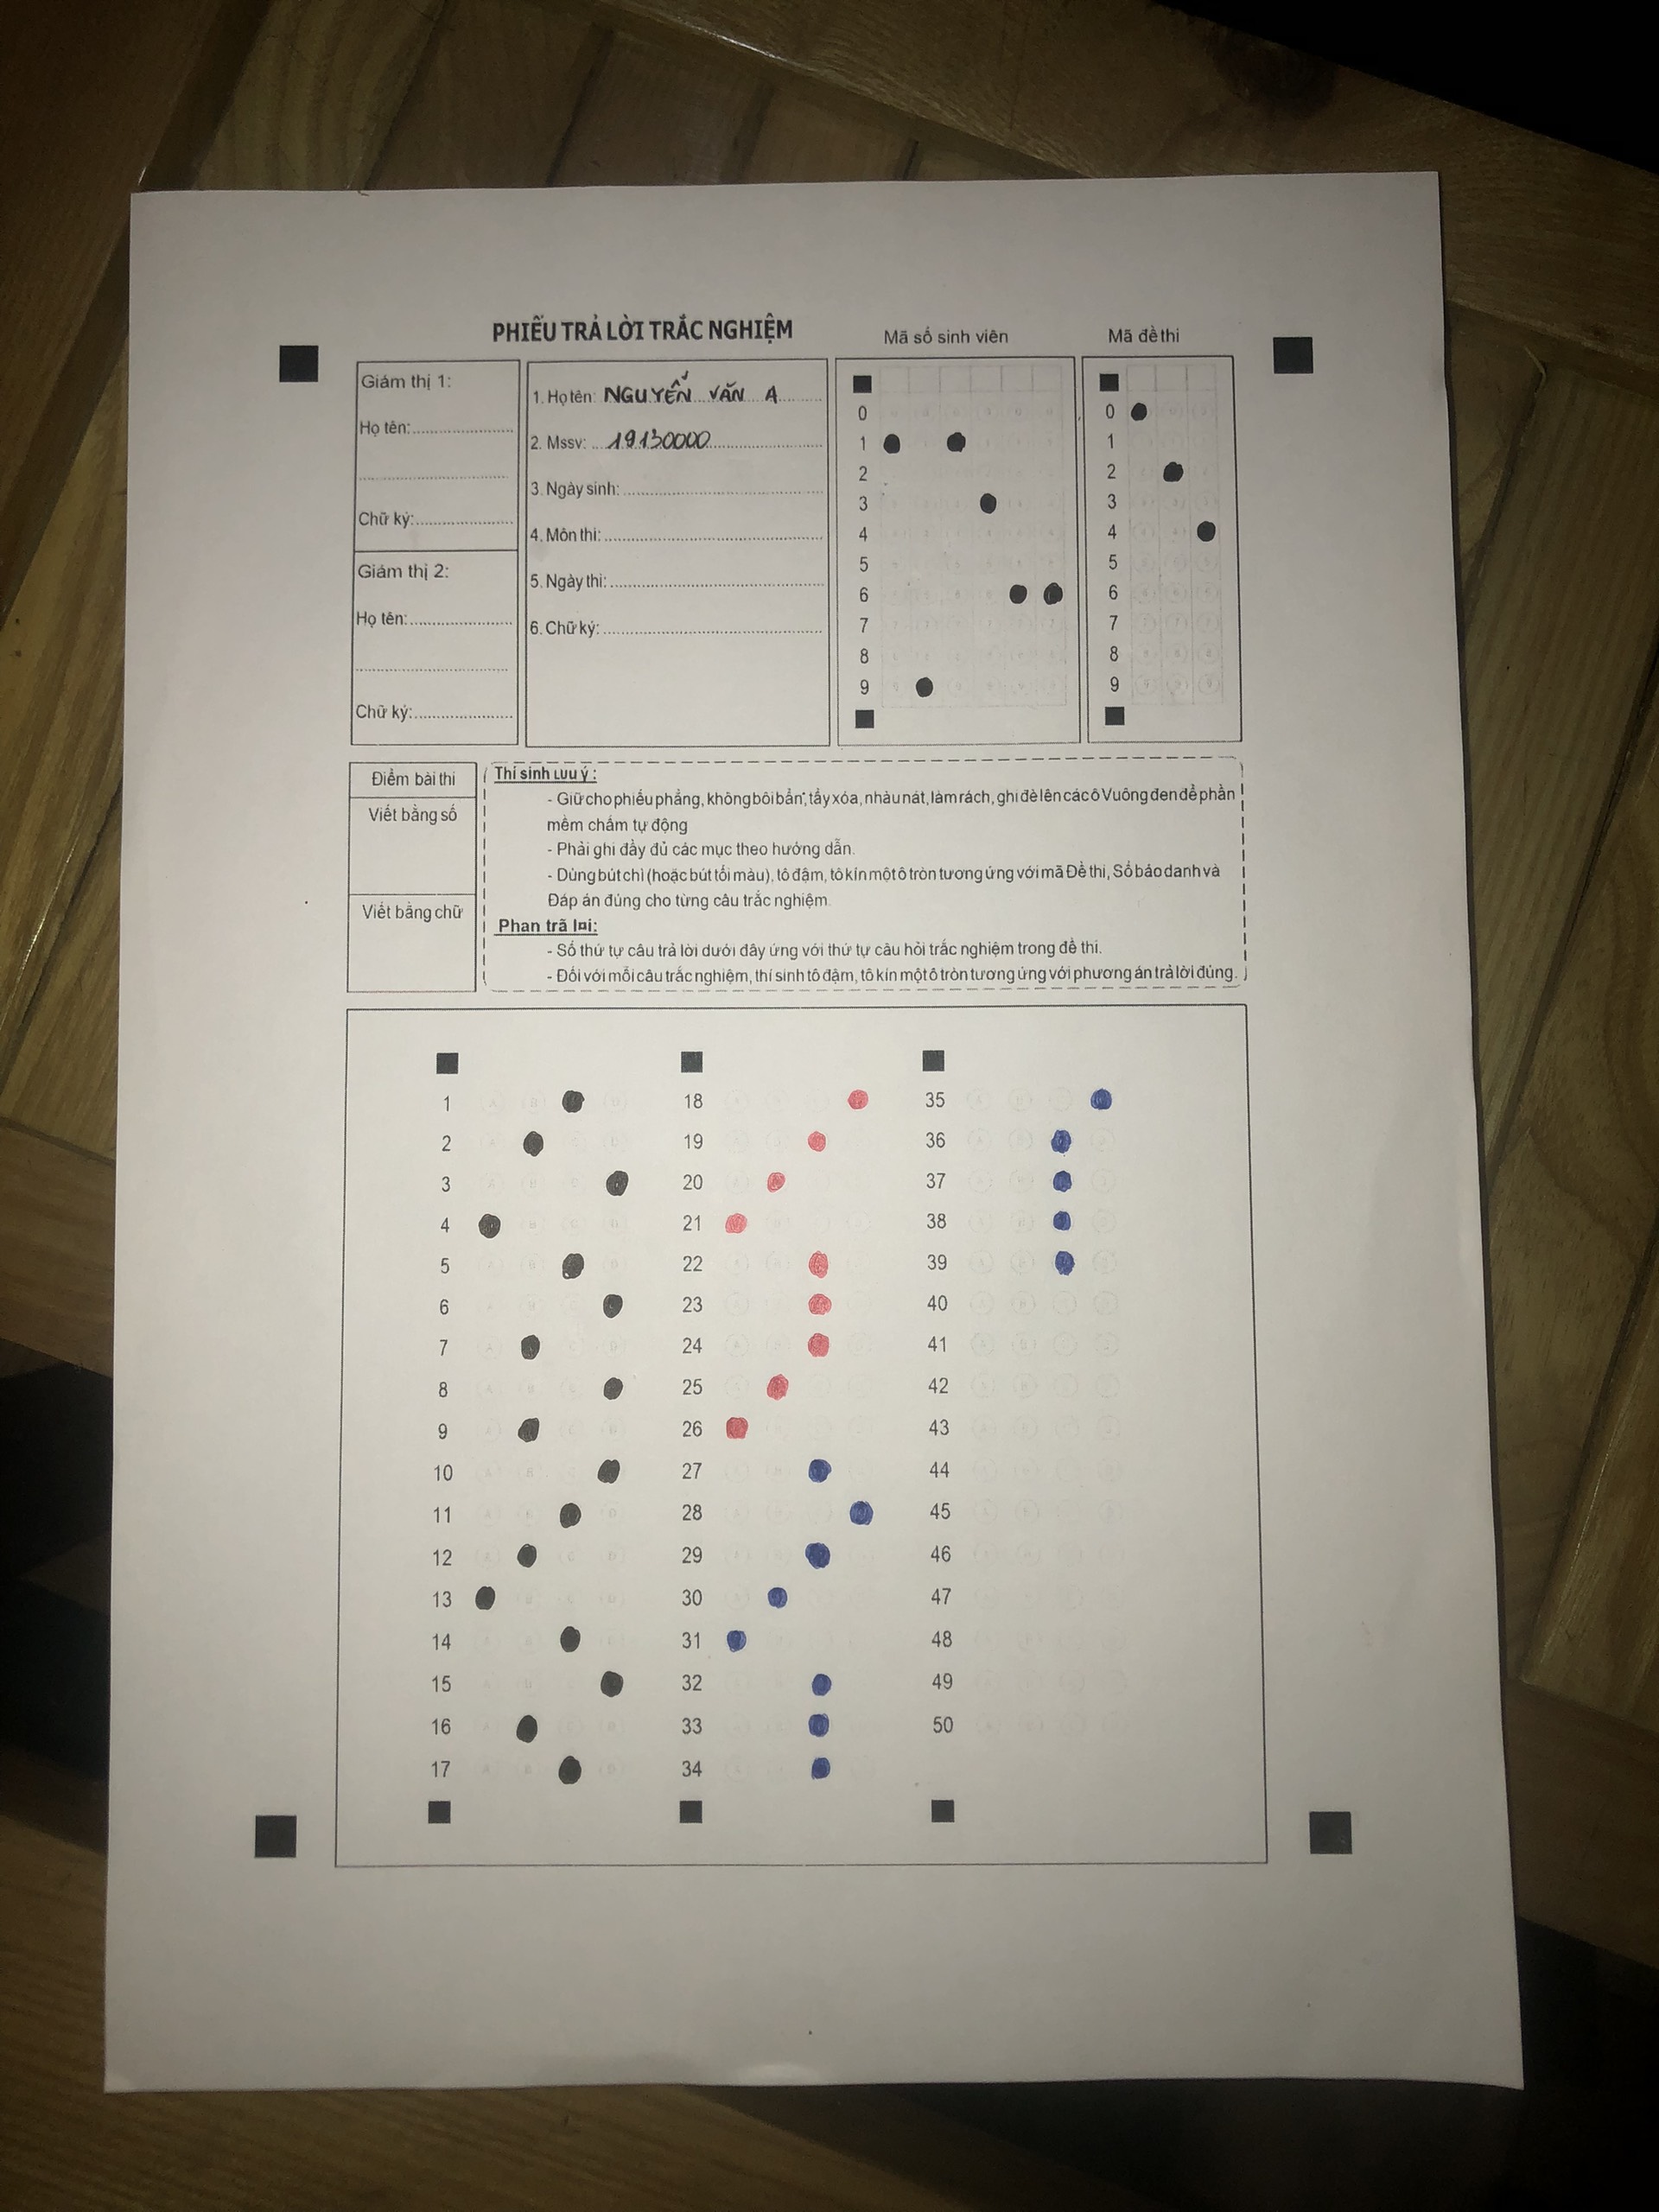 PHIẾU TRẢ LỜI TRẮC NGHIỆM
Mã số sinh viên
Mã đề thi
Giám thị 1:
Họ tên:
Chữ ký:
Giám thị 2:
Họ tên:
Chữ ký:
1. Họ tên: NGUYỄN VĂN A
2. Mssv: 19130000
3. Ngày sinh:
4. Môn thi:
5. Ngày thi:
6. Chữ ký:
0
1
2
3
4
5
6
7
8
9
0
1
2
3
4
5
6
7
8
9
Điểm bài thi
Viết bằng số
Viết bằng chữ
Thí sinh Lưu ý :
- Giữ cho phiếu phẳng, không bôi bẩn, tẩy xóa, nhàu nát, làm rách, ghi đè lên các ô Vuông đen để phần
mềm chấm tự động
- Phải ghi đầy đủ các mục theo hướng dẫn.
- Dùng bút chì (hoặc bút tối màu), tô đậm, tô kín một ô tròn tương ứng với mã Đề thi, Số báo danh và
Đáp án đúng cho từng câu trắc nghiệm
Phan trã lại:
- Số thứ tự câu trả lời dưới đây ứng với thứ tự câu hỏi trắc nghiệm trong đề thi.
- Đối với mỗi câu trắc nghiệm, thí sinh tô đậm, tô kín một ô tròn tương ứng với phương án trả lời đúng.
1
2
3
4
5
6
7
8
9
10
11
12
13
14
15
16
17
18
19
20
21
22
23
24
25
26
27
28
29
30
31
32
33
34
35
36
37
38
39
40
41
42
43
44
45
46
47
48
49
50